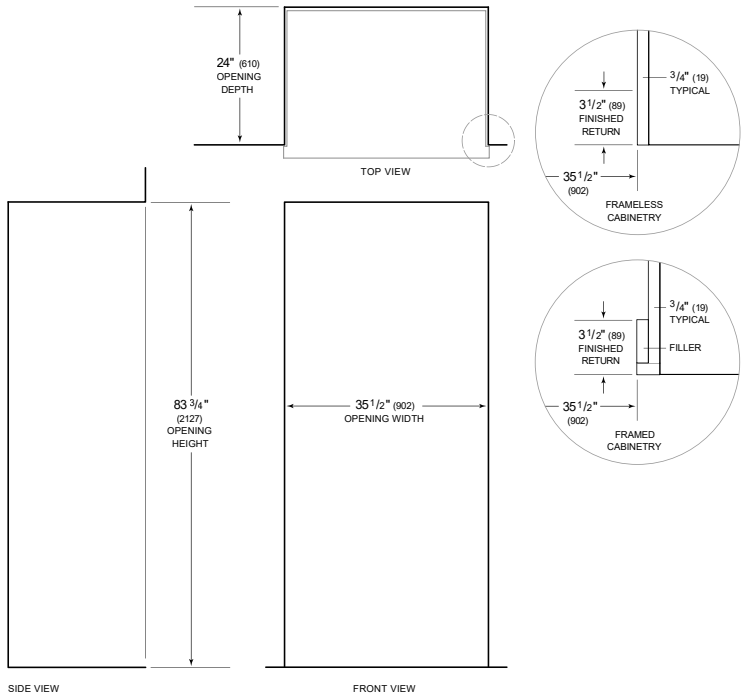 24" (610)
OPENING
DEPTH
TOP VIEW
3/4" (19)
TYPICAL
3 1/2" (89)
FINISHED
RETURN
35 1/2"
(902)
FRAMELESS
CABINETRY
3/4" (19)
TYPICAL
3 1/2" (89)
FINISHED
RETURN
FILLER
35 1/2"
(902)
FRAMED
CABINETRY
83 3/4"
(2127)
OPENING
HEIGHT
35 1/2" (902)
OPENING WIDTH
SIDE VIEW
FRONT VIEW